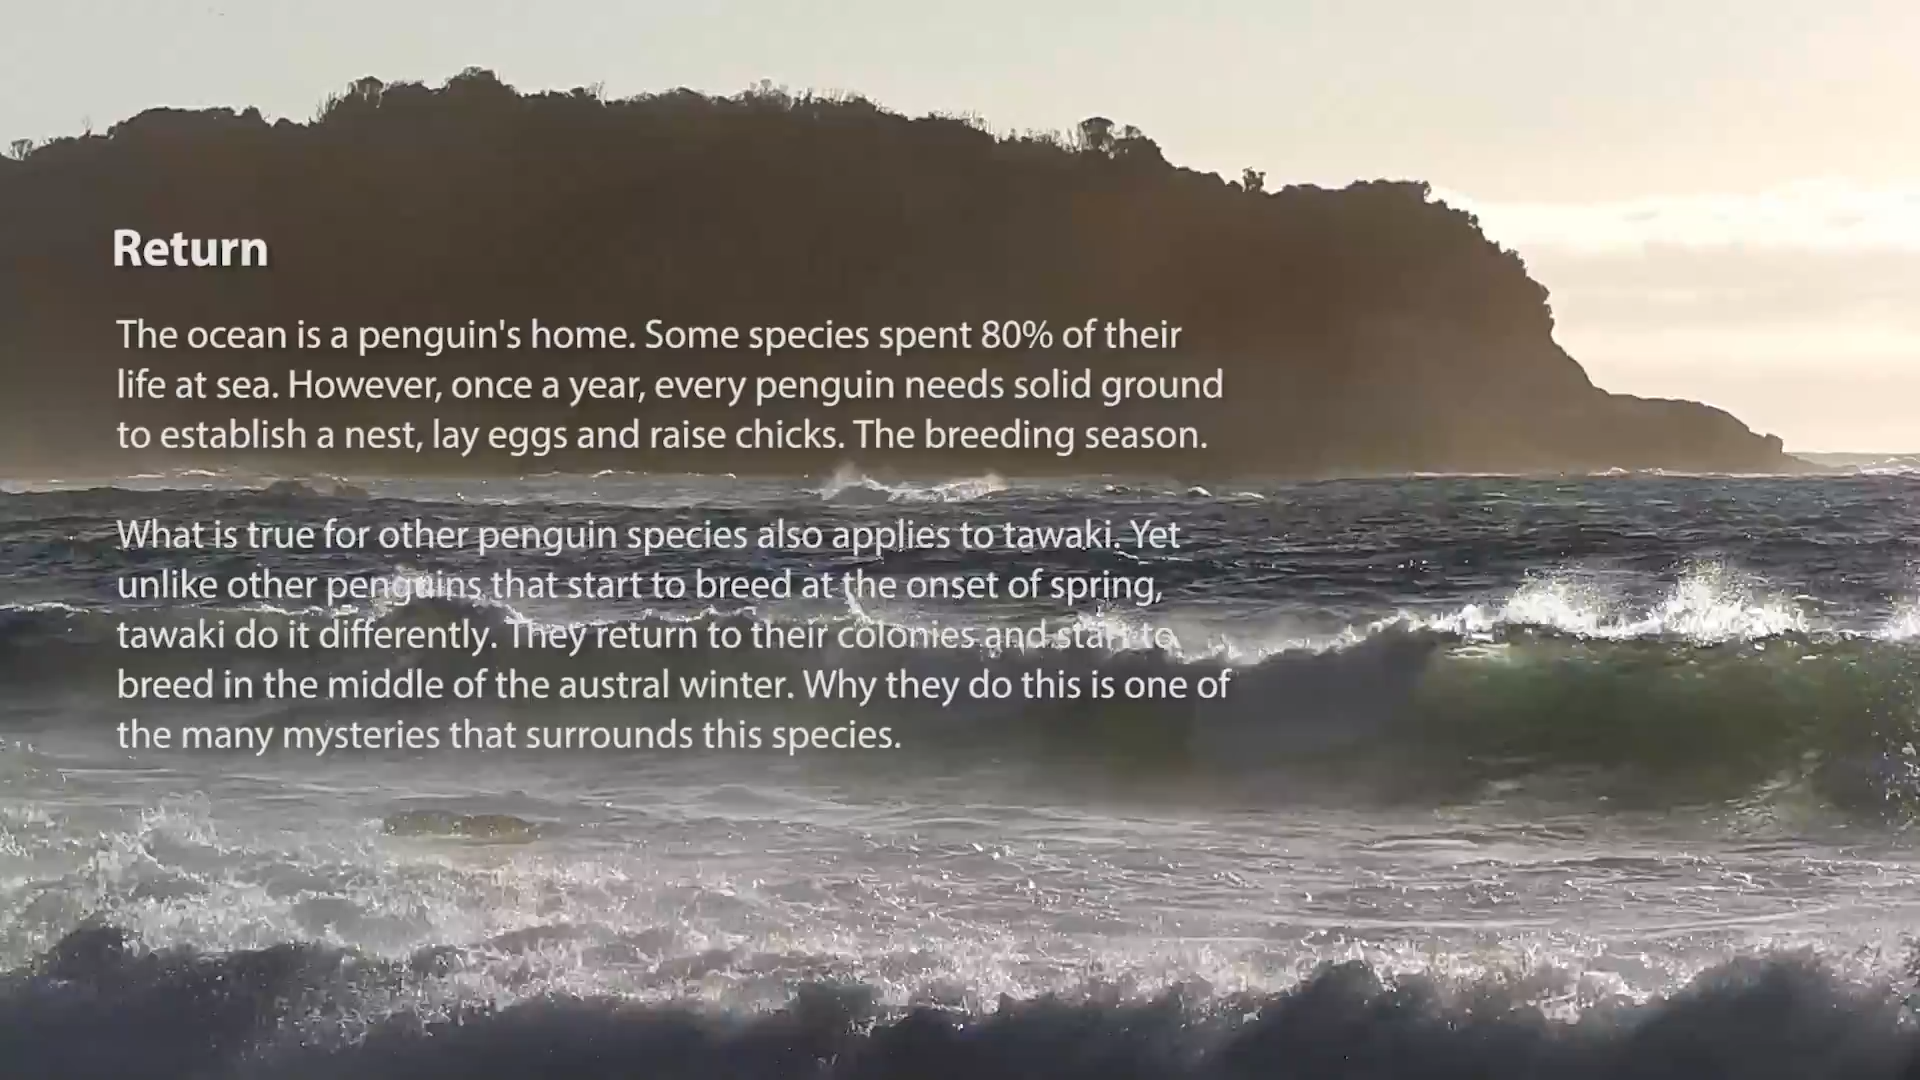 Return
The ocean is a penguin's home. Some species spent 80% of their
life at sea. However, once a year, every penguin needs solid ground
to establish a nest, lay eggs and raise chicks. The breeding season.
What is true for other penguin species also applies to tawaki. Yet
unlike other penguins that start to breed at the onset of spring,
tawaki do it differently. They return to their colonies and start to
breed in the middle of the austral winter. Why they do this is one of
the many mysteries that surrounds this species.